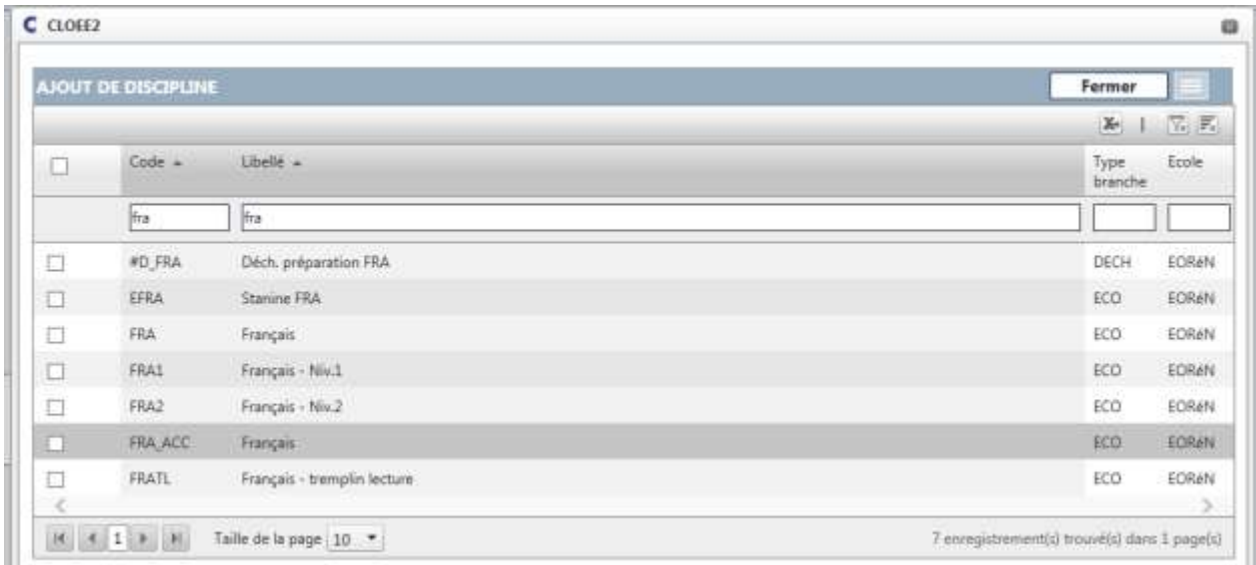 CLOEE2
AJOUT DE DISCIPLINE Fermer
Code Libellé Type branche Ecole
fra fra
#D_FRA Déch. préparation FRA DECH EORéN
EFRA Stanine FRA ECO EORéN
FRA Français ECO EORéN
FRA1 Français - Niv.1 ECO EORéN
FRA2 Français - Niv.2 ECO EORéN
FRA_ACC Français ECO EORéN
FRATL Français - tremplin lecture ECO EORéN
1 Taille de la page 10 7 enregistrement(s) trouvé(s) dans 1 page(s)